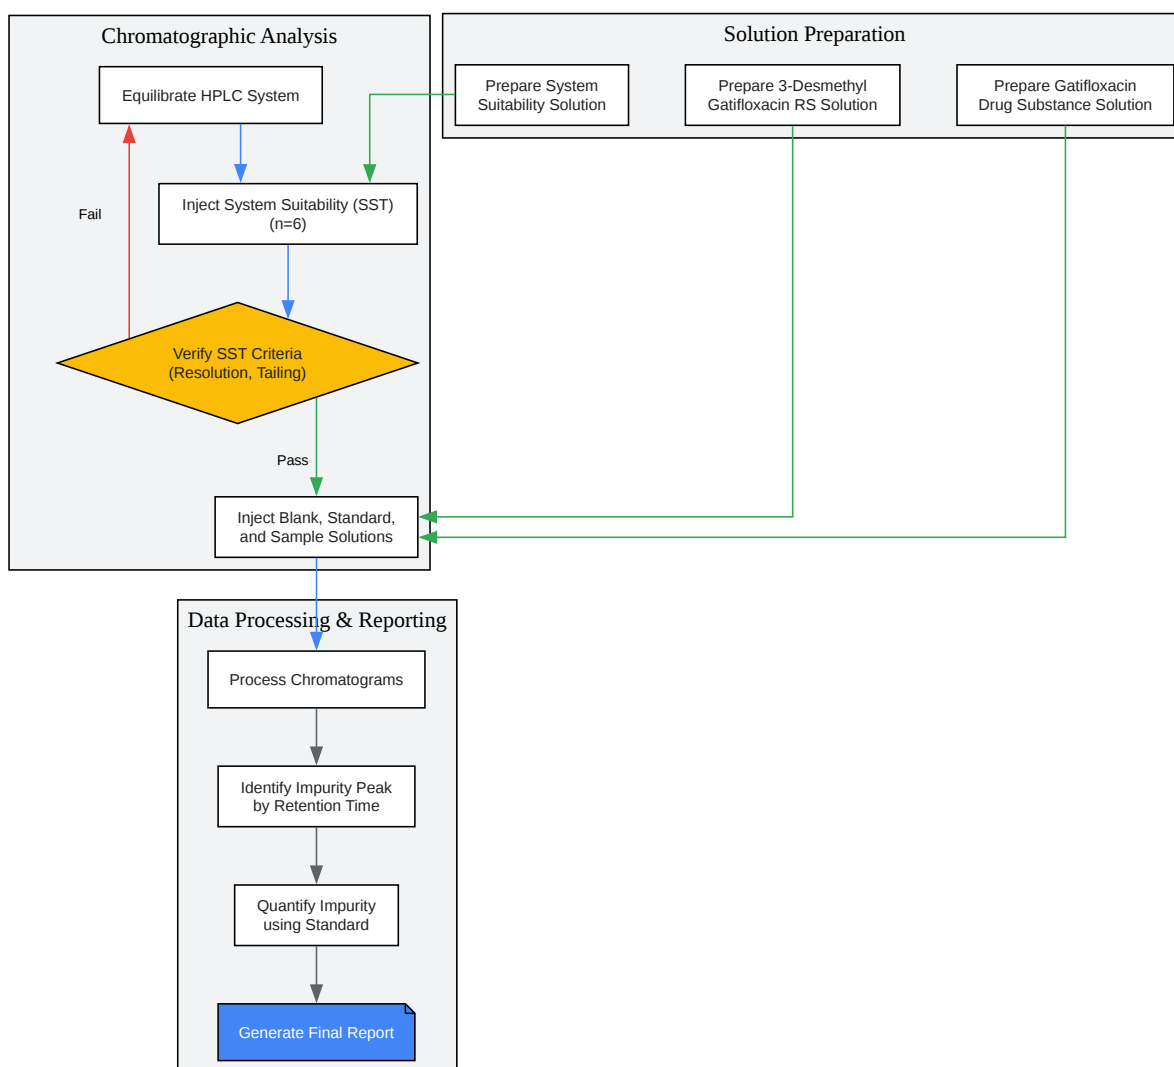 Chromatographic Analysis
Solution Preparation
Equilibrate HPLC System
Prepare System
Suitability Solution
Prepare 3-Desmethyl
Gatifloxacin RS Solution
Prepare Gatifloxacin
Drug Substance Solution
Inject System Suitability (SST)
(n=6)
Fail
Verify SST Criteria
(Resolution, Tailing)
Pass
Inject Blank, Standard,
and Sample Solutions
Data Processing & Reporting
Process Chromatograms
Identify Impurity Peak
by Retention Time
Quantify Impurity
using Standard
Generate Final Report